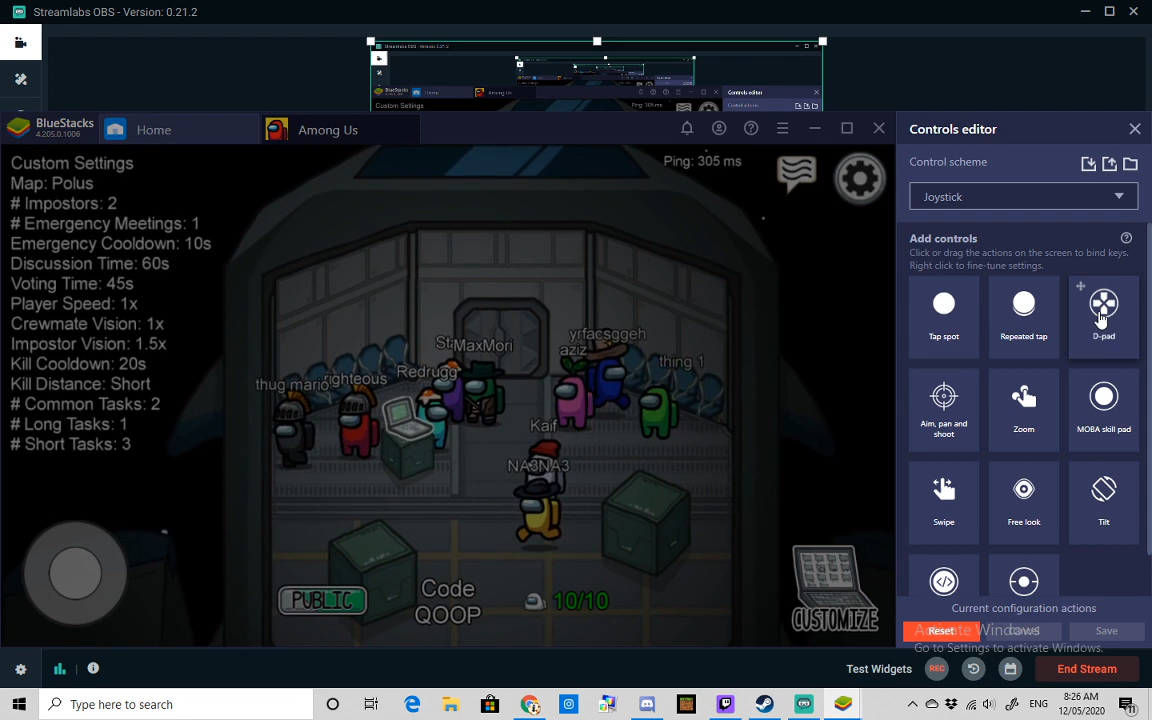 Streamlabs OBS - Version: 0.21.2
BlueStacks
4.205.0.1006
Home
Among Us
Controls editor
Custom Settings
Map: Polus
# Impostors: 2
# Emergency Meetings: 1
Emergency Cooldown: 10s
Discussion Time: 60s
Voting Time: 45s
Player Speed: 1x
Crewmate Vision: 1x
Impostor Vision: 1.5x
Kill Cooldown: 20s
Kill Distance: Short
# Common Tasks: 2
# Long Tasks: 1
# Short Tasks: 3
Ping: 305 ms
MaxMori
yrfacsggeh
aziz
thing 1
thug mario
righteous
Redrugg
Kaif
NA3NA3
PUBLIC
Code
QOOP
10/10
CUSTOMIZE
Control scheme
Joystick
Add controls
Click or drag the actions on the screen to bind keys.
Right click to fine-tune settings.
Tap spot
Repeated tap
D-pad
Aim, pan and
shoot
Zoom
MOBA skill pad
Swipe
Free look
Tilt
Current configuration actions
Reset
Cancel
Save
Activate Windows
Go to Settings to activate Windows.
Test Widgets
REC
End Stream
Type here to search
ENG
8:26 AM
12/05/2020
11